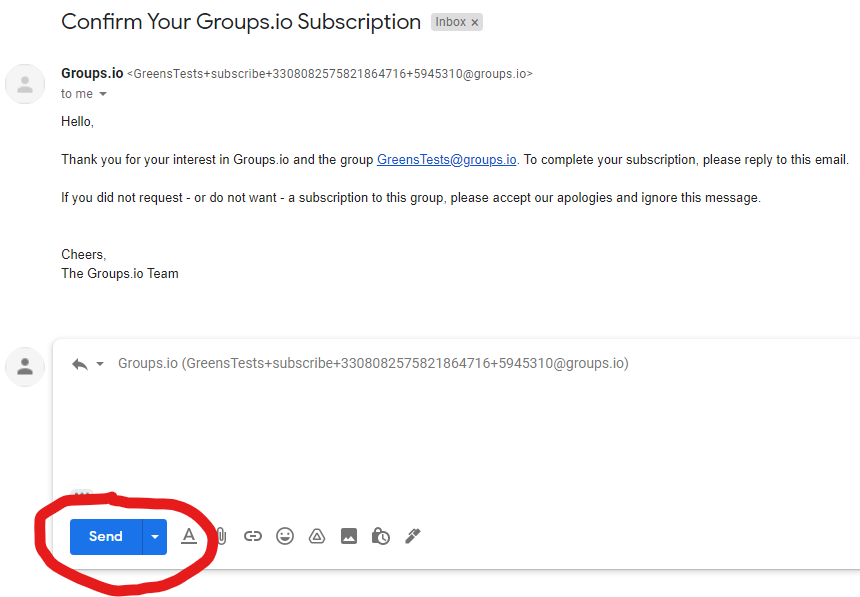 Confirm Your Groups.io Subscription Inbox x
Groups.io <GreensTests+subscribe+3308082575821864716+5945310@groups.io>
to me
Hello,
Thank you for your interest in Groups.io and the group GreensTests@groups.io. To complete your subscription, please reply to this email.
If you did not request - or do not want - a subscription to this group, please accept our apologies and ignore this message.
Cheers,
The Groups.io Team
Groups.io (GreensTests+subscribe+3308082575821864716+5945310@groups.io)
Send A